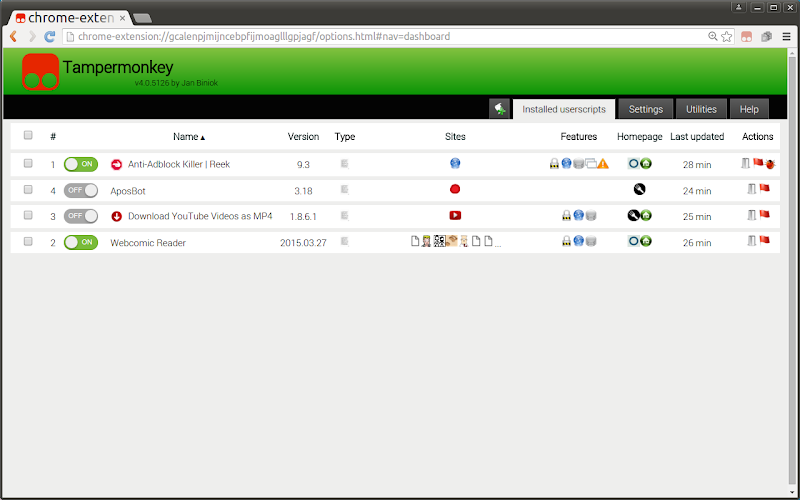 chrome-exten
chrome-extension://gcalenpjmijncebpfijmoaglllgpjagf/options.html#nav=dashboard
Tampermonkey
v4.0.5126 by Jan Biniok
Installed userscripts Settings Utilities Help
# Name ▴ Version Type Sites Features Homepage Last updated Actions
1 ON Anti-Adblock Killer | Reek 9.3 28 min
4 OFF AposBot 3.18 24 min
3 OFF Download YouTube Videos as MP4 1.8.6.1 25 min
2 ON Webcomic Reader 2015.03.27 ... 26 min